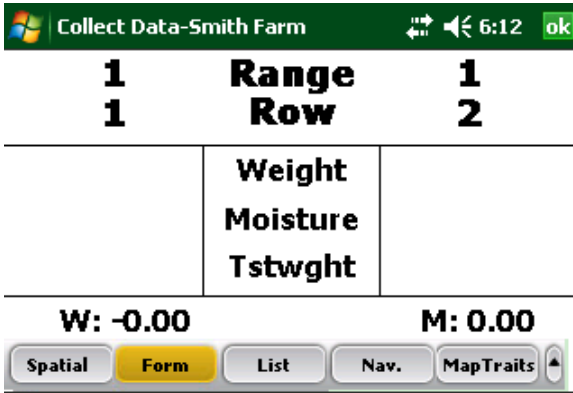 Collect Data-Smith Farm 6:12 ok
1 Range 1
1 Row 2
Weight
Moisture
Tstwght
W: -0.00 M: 0.00
Spatial Form List Nav. MapTraits